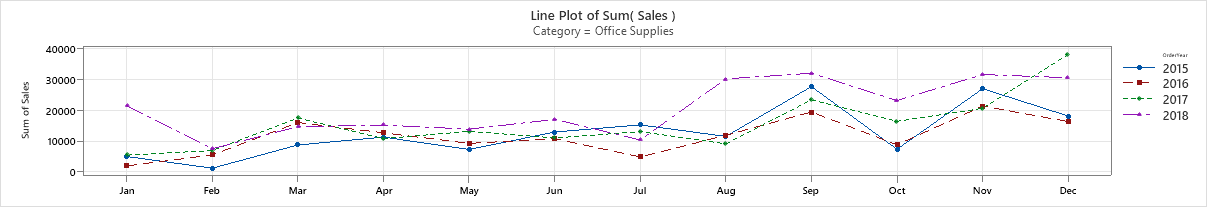 Line Plot of Sum( Sales )
Category = Office Supplies
40000
30000
20000
10000
0
Sum of Sales
Jan Feb Mar Apr May Jun Jul Aug Sep Oct Nov Dec
OrderYear
2015
2016
2017
2018